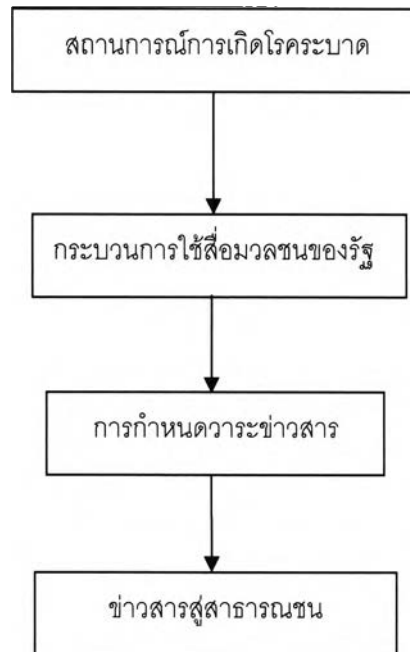 สถานการณ์การเกิดโรคระบาด
กระบวนการใช้สื่อมวลชนของรัฐ
การกำหนดวาระข่าวสาร
ข่าวสารสู่สาธารณชน